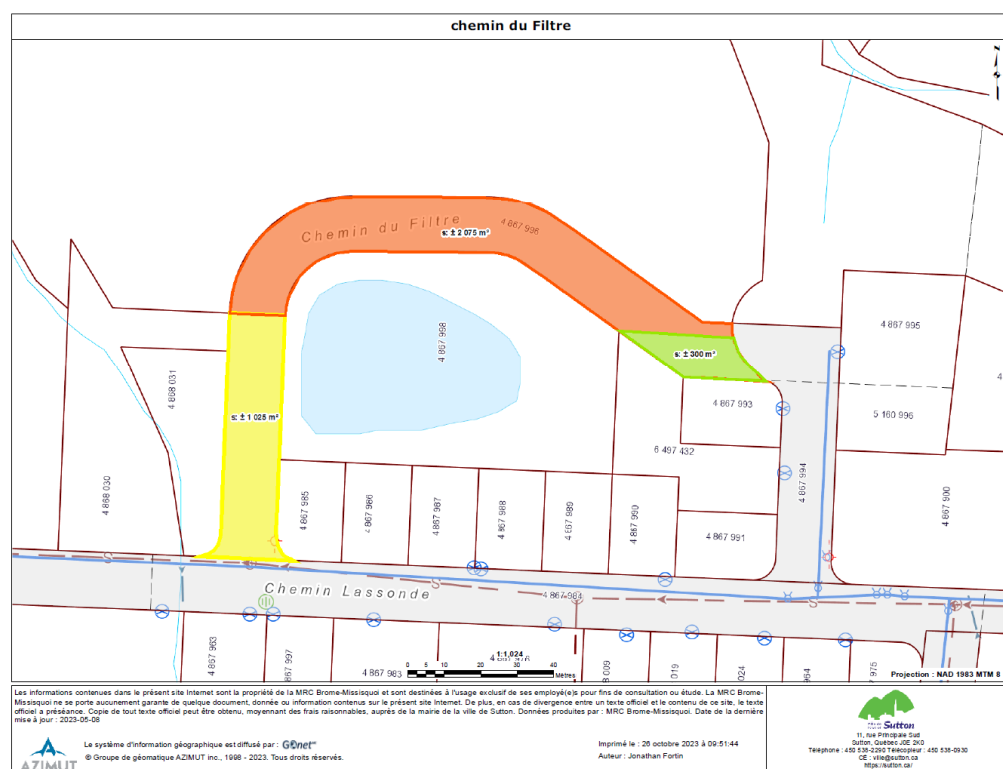 chemin du Filtre
Chemin du Filtre
4 867 996
s: ± 2 075 m²
4 867 995
s: ± 300 m²
4 867 998
4 868 031
4 867 993
5 160 996
s: ± 1 025 m²
6 497 432
4 867 994
4 868 030
4 867 985
4 867 986
4 867 987
4 867 988
4 867 989
4 867 990
4 867 991
4 867 900
S
S
S
S
S
Chemin Lassonde
4 867 984
4 867 963
4 867 997
4 867 983
1:1,024
0 5 10 20 30 40
Mètres
009
019
024
964
975
Projection : NAD 1983 MTM 8
Les informations contenues dans le présent site Internet sont la propriété de la MRC Brome-Missisquoi et sont destinées à l'usage exclusif de ses employé(e)s pour fins de consultation ou étude. La MRC Brome-
Missisquoi ne se porte aucunement garante de quelque document, donnée ou information contenus sur le présent site Internet. De plus, en cas de divergence entre un texte officiel et le contenu de ce site, le texte
officiel a préséance. Copie de tout texte officiel peut être obtenu, moyennant des frais raisonnables, auprès de la mairie de la ville de Sutton. Données produites par : MRC Brome-Missisquoi. Date de la dernière
mise à jour : 2023-05-08
AZIMUT
Le système d'information géographique est diffusé par : GOnet
© Groupe de géomatique AZIMUT inc., 1998 - 2023. Tous droits réservés.
Imprimé le : 26 octobre 2023 à 09:51:44
Auteur : Jonathan Fortin
Sutton
11, rue Principale Sud
Sutton, Québec J0E 2K0
Téléphone : 450 538-2290 Télécopieur : 450 538-0930
CE : ville@sutton.ca
https://sutton.ca/